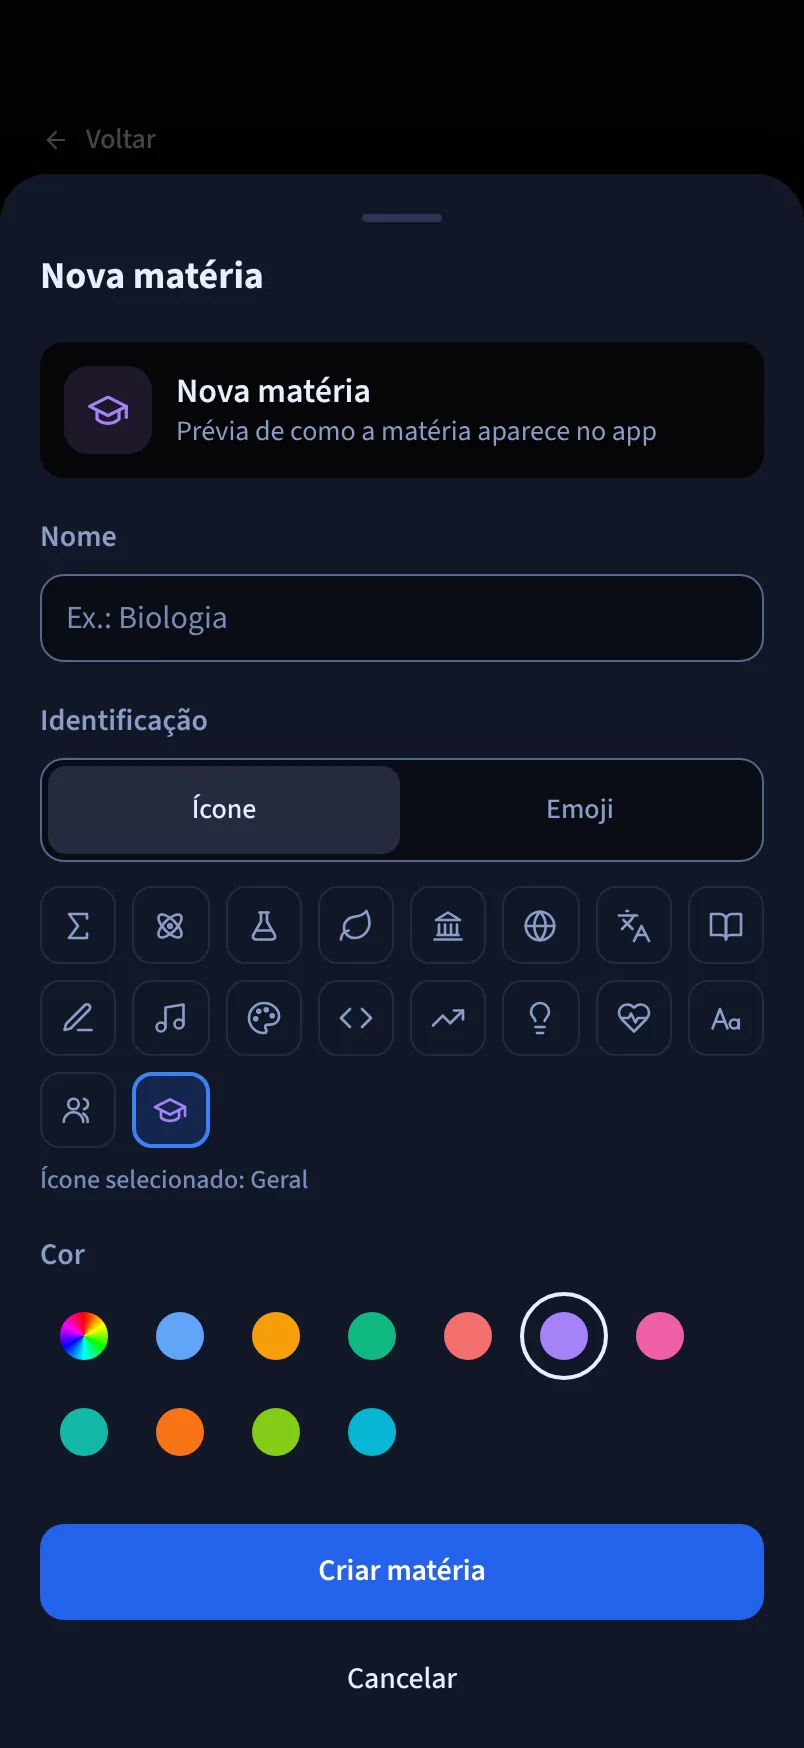 Voltar
Nova matéria
Nova matéria
Prévia de como a matéria aparece no app
Nome
Ex.: Biologia
Identificação
Ícone
Emoji
Ícone selecionado: Geral
Cor
Criar matéria
Cancelar